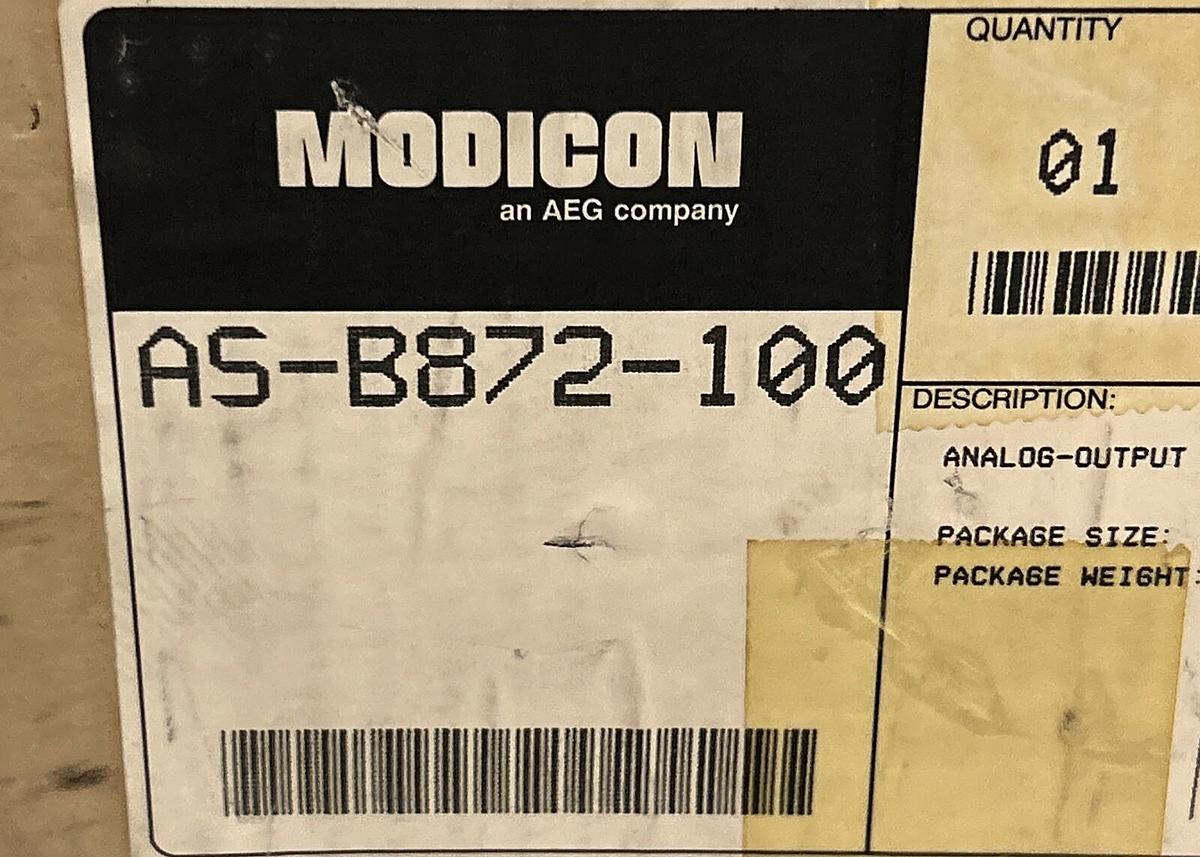 MODICON
an AEG company
AS-B872-100
QUANTITY
01
DESCRIPTION:
ANALOG-OUTPUT
PACKAGE SIZE:
PACKAGE WEIGHT: